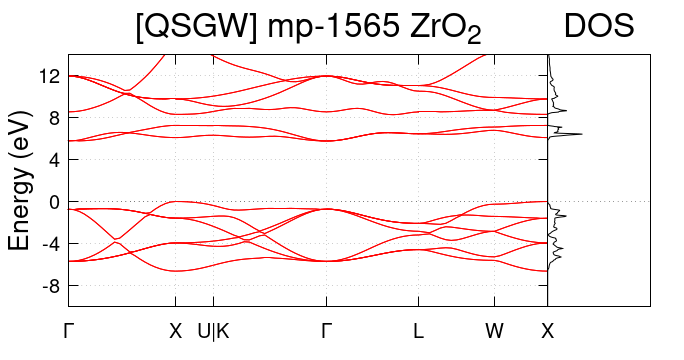 [QSGW] mp-1565 ZrO₂ DOS
Energy (eV)
12
8
4
0
-4
-8
Γ X U|K Γ L W X